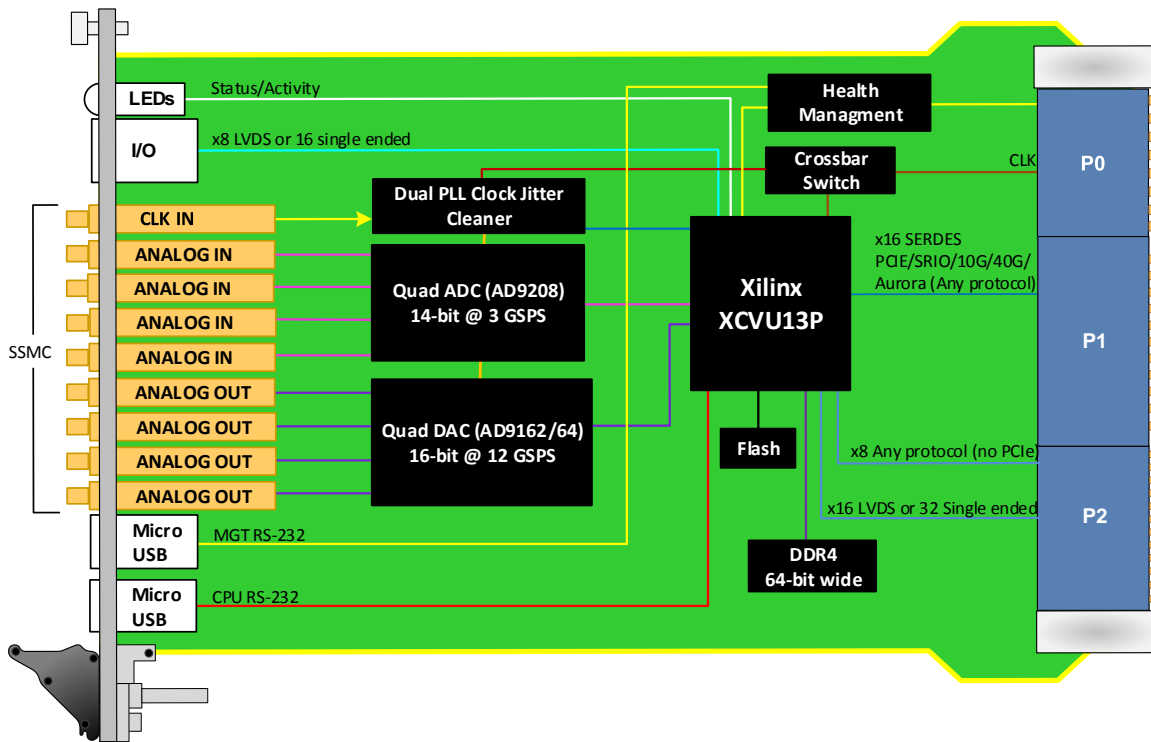 LEDs
Status/Activity
I/O
x8 LVDS or 16 single ended
Health
Managment
Crossbar
Switch
CLK
P0
Dual PLL Clock Jitter
Cleaner
SSMC
CLK IN
ANALOG IN
ANALOG IN
ANALOG IN
ANALOG IN
ANALOG OUT
ANALOG OUT
ANALOG OUT
ANALOG OUT
Quad ADC (AD9208)
14-bit @ 3 GSPS
Quad DAC (AD9162/64)
16-bit @ 12 GSPS
Xilinx
XCVU13P
x16 SERDES
PCIE/SRIO/10G/40G/
Aurora (Any protocol)
P1
Flash
x8 Any protocol (no PCIe)
x16 LVDS or 32 Single ended
P2
DDR4
64-bit wide
Micro
USB
MGT RS-232
Micro
USB
CPU RS-232